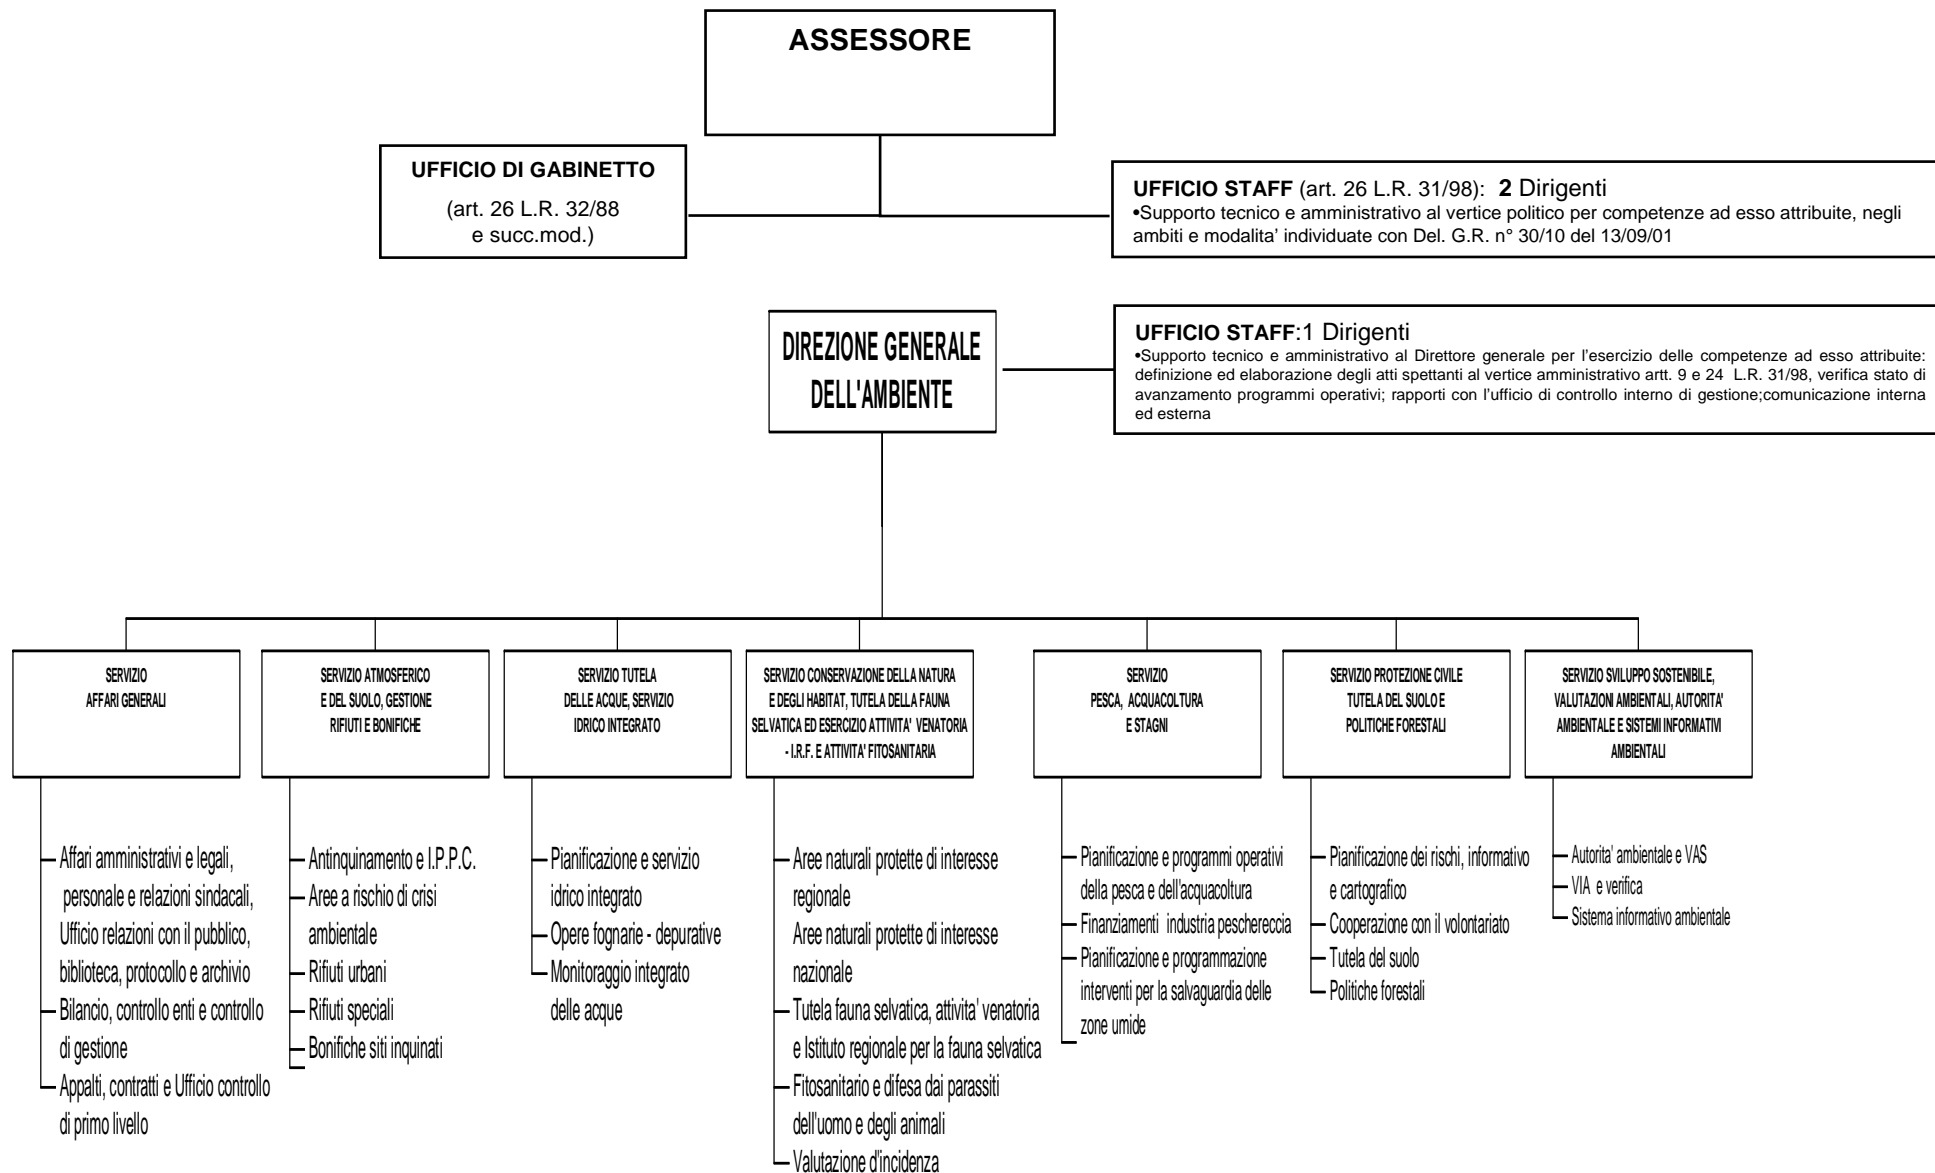 ASSESSORE
UFFICIO DI GABINETTO
(art. 26 L.R. 32/88
e succ.mod.)
UFFICIO STAFF (art. 26 L.R. 31/98): 2 Dirigenti
•Supporto tecnico e amministrativo al vertice politico per competenze ad esso attribuite, negli
ambiti e modalita' individuate con Del. G.R. n° 30/10 del 13/09/01
DIREZIONE GENERALE
DELL'AMBIENTE
UFFICIO STAFF:1 Dirigenti
•Supporto tecnico e amministrativo al Direttore generale per l'esercizio delle competenze ad esso attribuite:
definizione ed elaborazione degli atti spettanti al vertice amministrativo artt. 9 e 24 L.R. 31/98, verifica stato di
avanzamento programmi operativi; rapporti con l'ufficio di controllo interno di gestione;comunicazione interna
ed esterna
SERVIZIO
AFFARI GENERALI
Affari amministrativi e legali,
personale e relazioni sindacali,
Ufficio relazioni con il pubblico,
biblioteca, protocollo e archivio
Bilancio, controllo enti e controllo
di gestione
Appalti, contratti e Ufficio controllo
di primo livello
SERVIZIO ATMOSFERICO
E DEL SUOLO, GESTIONE
RIFIUTI E BONIFICHE
Antinquinamento e I.P.P.C.
Aree a rischio di crisi
ambientale
Rifiuti urbani
Rifiuti speciali
Bonifiche siti inquinati
SERVIZIO TUTELA
DELLE ACQUE, SERVIZIO
IDRICO INTEGRATO
Pianificazione e servizio
idrico integrato
Opere fognarie - depurative
Monitoraggio integrato
delle acque
SERVIZIO CONSERVAZIONE DELLA NATURA
E DEGLI HABITAT, TUTELA DELLA FAUNA
SELVATICA ED ESERCIZIO ATTIVITA' VENATORIA
- I.R.F. E ATTIVITA' FITOSANITARIA
Aree naturali protette di interesse
regionale
Aree naturali protette di interesse
nazionale
Tutela fauna selvatica, attivita' venatoria
e Istituto regionale per la fauna selvatica
Fitosanitario e difesa dai parassiti
dell'uomo e degli animali
Valutazione d'incidenza
SERVIZIO
PESCA, ACQUACOLTURA
E STAGNI
Pianificazione e programmi operativi
della pesca e dell'acquacoltura
Finanziamenti industria peschereccia
Pianificazione e programmazione
interventi per la salvaguardia delle
zone umide
SERVIZIO PROTEZIONE CIVILE
TUTELA DEL SUOLO E
POLITICHE FORESTALI
Pianificazione dei rischi, informativo
e cartografico
Cooperazione con il volontariato
Tutela del suolo
Politiche forestali
SERVIZIO SVILUPPO SOSTENIBILE,
VALUTAZIONI AMBIENTALI, AUTORITA'
AMBIENTALE E SISTEMI INFORMATIVI
AMBIENTALI
Autorita' ambientale e VAS
VIA e verifica
Sistema informativo ambientale